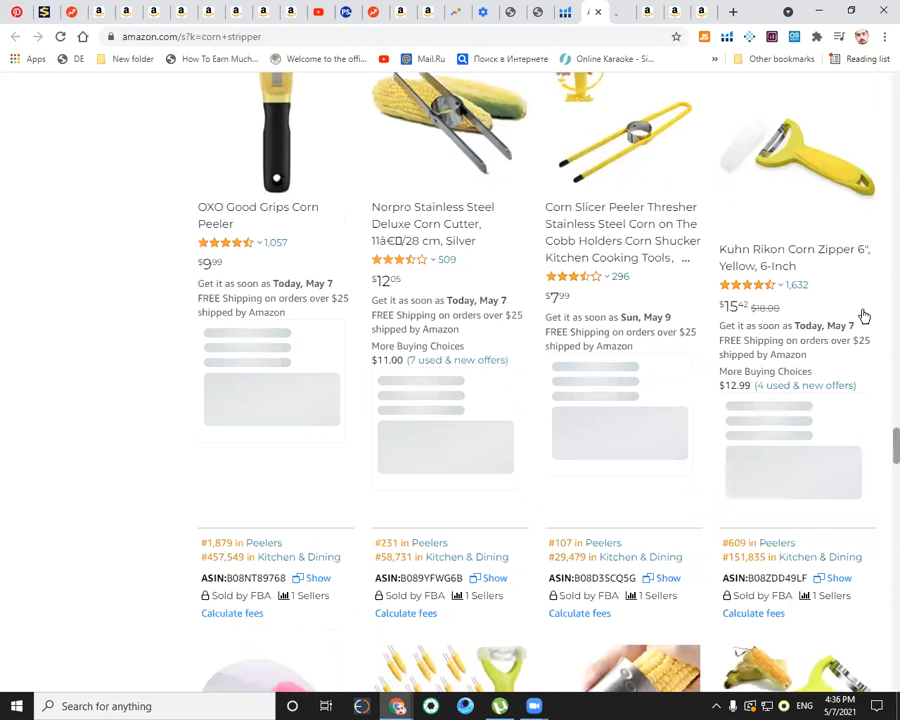 amazon.com/s?k=corn+stripper
Apps
DE
New folder
How To Earn Much...
Welcome to the offi...
Mail.Ru
Поиск в Интернете
Online Karaoke - Si...
»
Other bookmarks
Reading list
OXO Good Grips Corn
Peeler
1,057
$9.99
Get it as soon as Today, May 7
FREE Shipping on orders over $25
shipped by Amazon
#1,879 in Peelers
#457,549 in Kitchen & Dining
ASIN:B08NT89768 Show
Sold by FBA 1 Sellers
Calculate fees
Norpro Stainless Steel
Deluxe Corn Cutter,
509
$12.05
Get it as soon as Today, May 7
FREE Shipping on orders over $25
shipped by Amazon
More Buying Choices
$11.00 (7 used & new offers)
#231 in Peelers
#58,731 in Kitchen & Dining
ASIN:B089YFWG6B Show
Sold by FBA 1 Sellers
Calculate fees
Corn Slicer Peeler Thresher
Stainless Steel Corn on The
Cobb Holders Corn Shucker
Kitchen Cooking Tools, ...
296
$7.99
Get it as soon as Sun, May 9
FREE Shipping on orders over $25
shipped by Amazon
#107 in Peelers
#29,479 in Kitchen & Dining
ASIN:B08D3SCQ5G Show
Sold by FBA 1 Sellers
Calculate fees
Kuhn Rikon Corn Zipper 6",
Yellow, 6-Inch
1,632
$15.42 $18.00
Get it as soon as Today, May 7
FREE Shipping on orders over $25
shipped by Amazon
More Buying Choices
$12.99 (4 used & new offers)
#609 in Peelers
#151,835 in Kitchen & Dining
ASIN:B08ZDD49LF Show
Sold by FBA 1 Sellers
Calculate fees
Search for anything
ENG
4:36 PM
5/7/2021